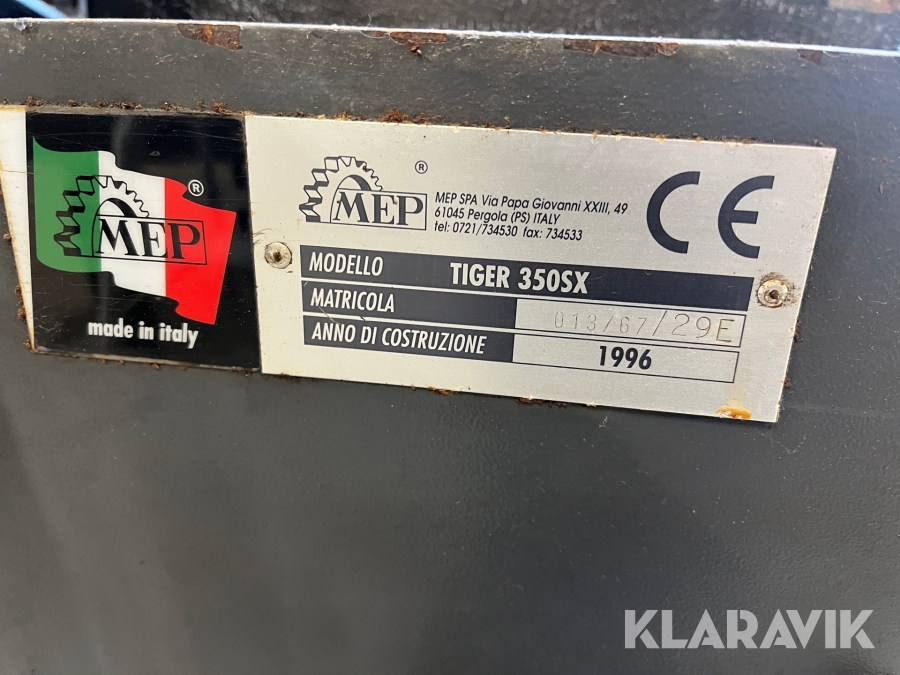 MEP®
made in italy
MEP®
MEP SPA Via Papa Giovanni XXIII, 49
61045 Pergola (PS) ITALY
tel: 0721/734530 fax: 734533
CE
MODELLO TIGER 350SX
MATRICOLA 013/67/29E
ANNO DI COSTRUZIONE 1996
KLARAVIK